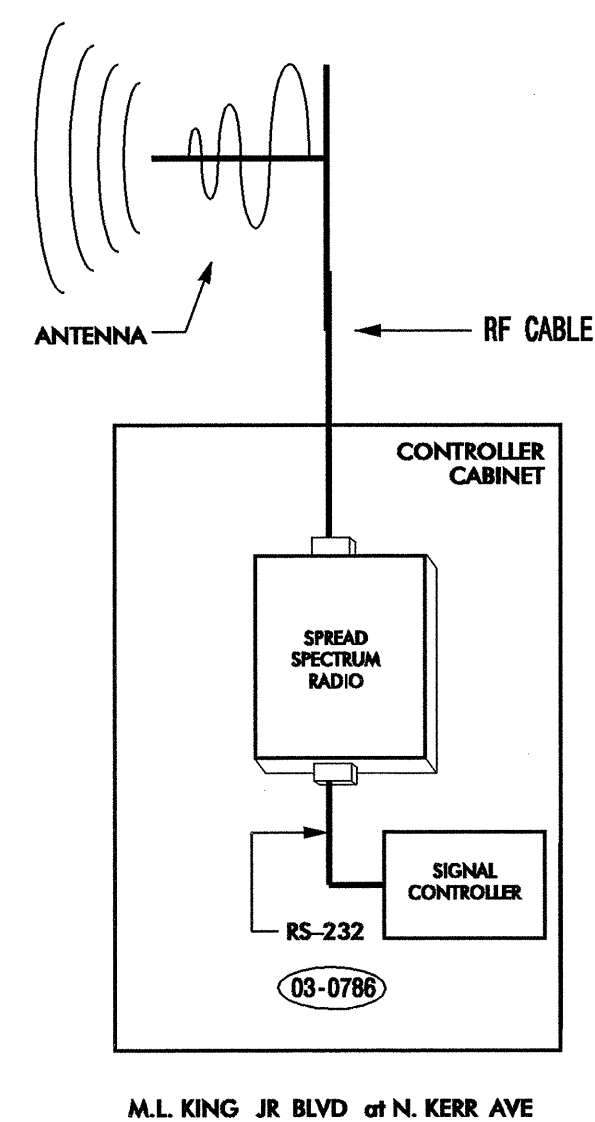 ANTENNA
RF CABLE
CONTROLLER
CABINET
SPREAD
SPECTRUM
RADIO
SIGNAL
CONTROLLER
RS-232
03-0786
M.L. KING JR BLVD at N. KERR AVE